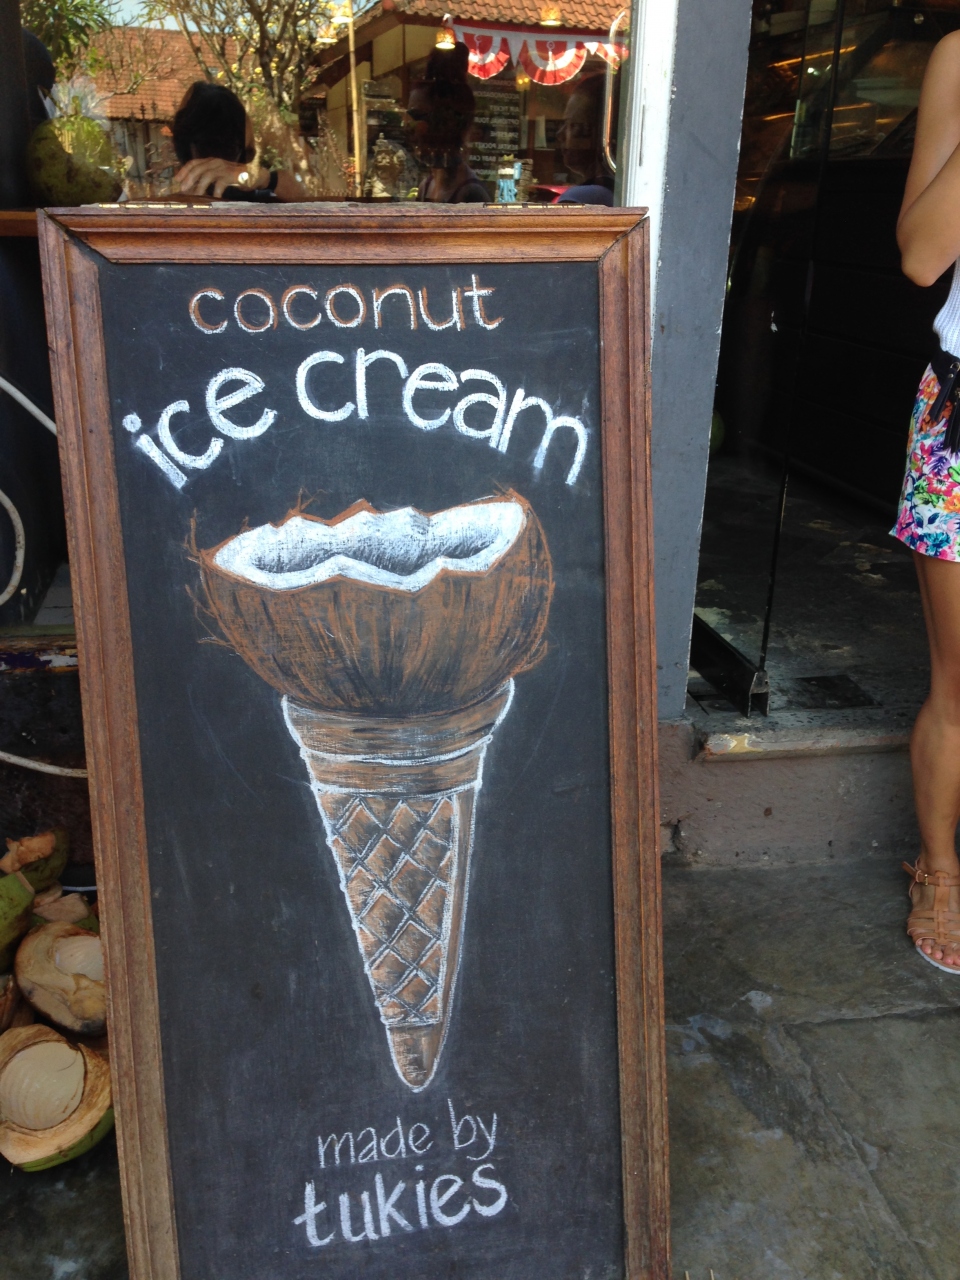 coconut
ice cream
made by
tukies